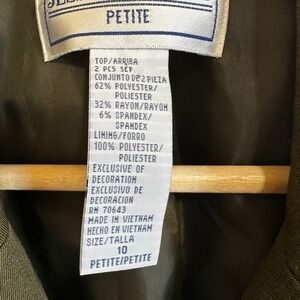 PETITE
TOP/ARRIBA
2 PCS SET
CONJUNTO DE 2 PIEZA
62% POLYESTER/
POLIESTER
32% RAYON/RAYON
6% SPANDEX/
SPANDEX
LINING/FORRO
100% POLYESTER/
POLIESTER
EXCLUSIVE OF
DECORATION
EXCLUSIVO DE
DECORACION
RN 70643
MADE IN VIETNAM
HECHO EN VIETNAM
SIZE/TALLA
10
PETITE/PETITE